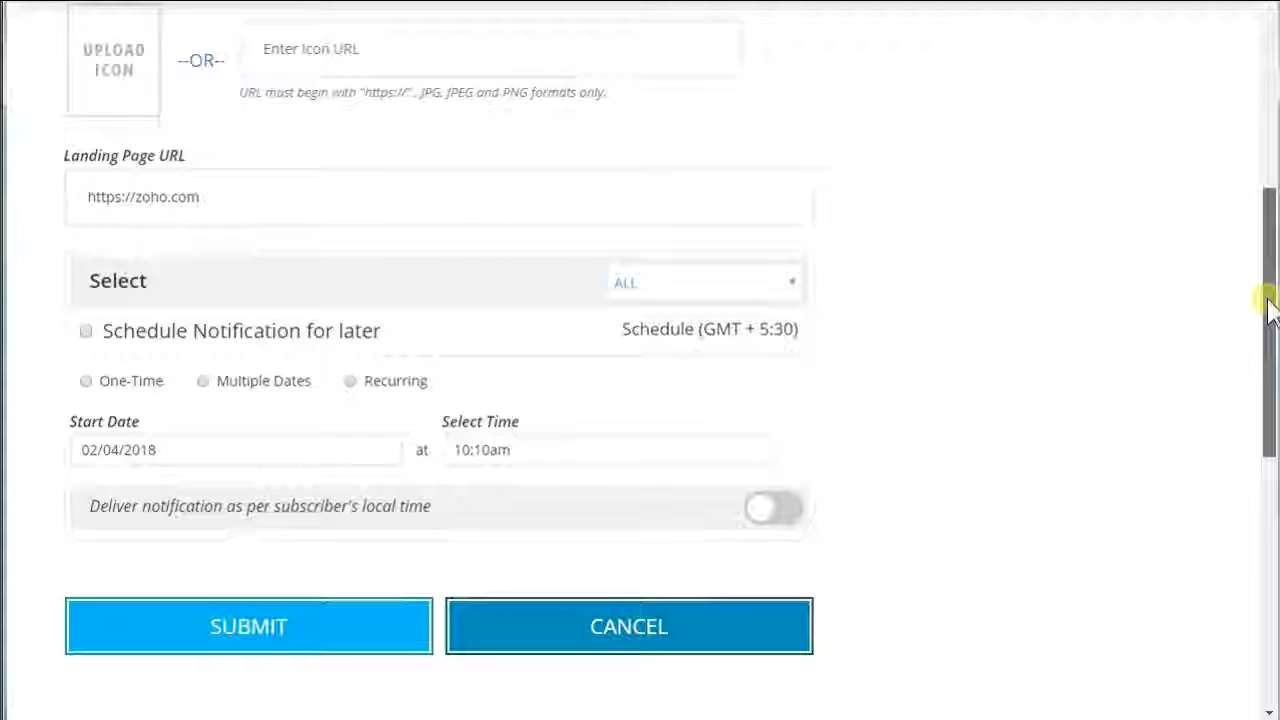 UPLOAD
ICON
--OR--
Enter Icon URL
URL must begin with "https://" , JPG, JPEG and PNG formats only.
Landing Page URL
https://zoho.com
Select
ALL
Schedule Notification for later
Schedule (GMT + 5:30)
One-Time
Multiple Dates
Recurring
Start Date
Select Time
02/04/2018
at
10:10am
Deliver notification as per subscriber's local time
SUBMIT
CANCEL